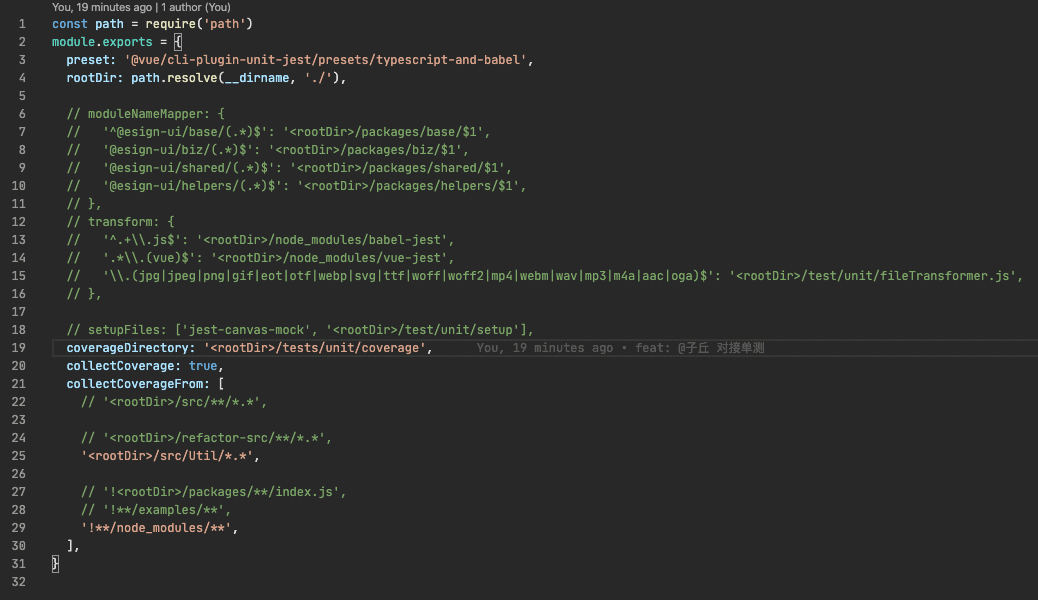 You, 19 minutes ago | 1 author (You)
1 const path = require('path')
2 module.exports = {
3   preset: '@vue/cli-plugin-unit-jest/presets/typescript-and-babel',
4   rootDir: path.resolve(__dirname, './'),
5
6   // moduleNameMapper: {
7   //   '^@esign-ui/base/(.*)$': '<rootDir>/packages/base/$1',
8   //   '@esign-ui/biz/(.*)$': '<rootDir>/packages/biz/$1',
9   //   '@esign-ui/shared/(.*)$': '<rootDir>/packages/shared/$1',
10   //   '@esign-ui/helpers/(.*)$': '<rootDir>/packages/helpers/$1',
11   // },
12   // transform: {
13   //   '^.+\\.js$': '<rootDir>/node_modules/babel-jest',
14   //   '.*\\.(vue)$': '<rootDir>/node_modules/vue-jest',
15   //   '\\.(jpg|jpeg|png|gif|eot|otf|webp|svg|ttf|woff|woff2|mp4|webm|wav|mp3|m4a|aac|oga)$': '<rootDir>/test/unit/fileTransformer.js',
16   // },
17
18   // setupFiles: ['jest-canvas-mock', '<rootDir>/test/unit/setup'],
19   coverageDirectory: '<rootDir>/tests/unit/coverage', You, 19 minutes ago • feat: @子丘 对接单测
20   collectCoverage: true,
21   collectCoverageFrom: [
22     // '<rootDir>/src/**/*.*',
23
24     // '<rootDir>/refactor-src/**/*.*',
25     '<rootDir>/src/Util/*.*',
26
27     // '!<rootDir>/packages/**/index.js',
28     // '!**/examples/**',
29     '!**/node_modules/**',
30   ],
31 }
32